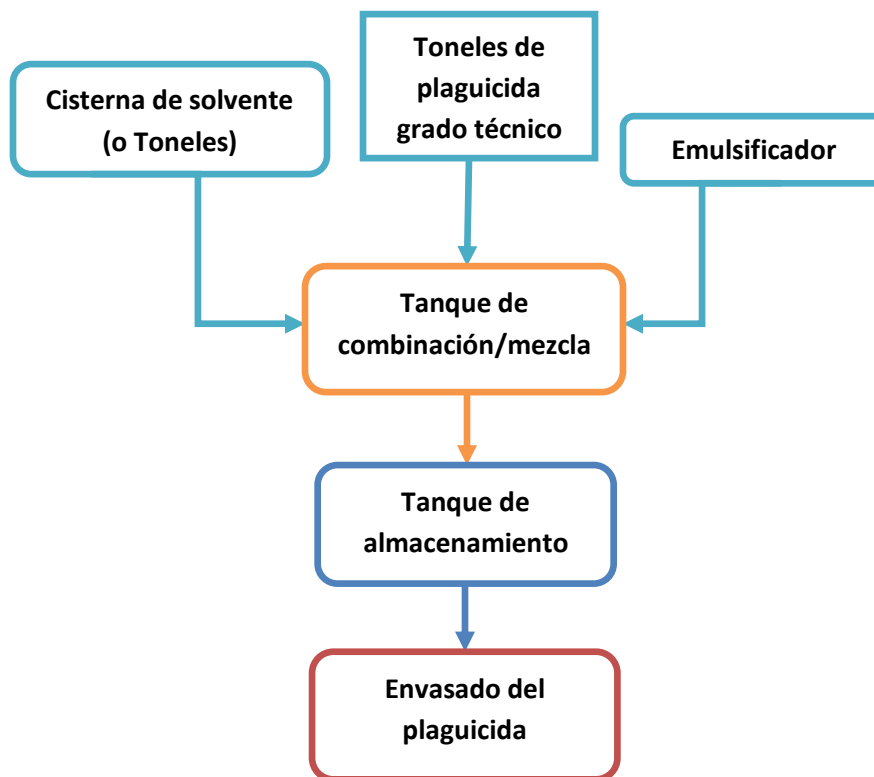 Cisterna de solvente
(o Toneles)
Toneles de
plaguicida
grado técnico
Emulsificador
Tanque de
combinación/mezcla
Tanque de
almacenamiento
Envasado del
plaguicida